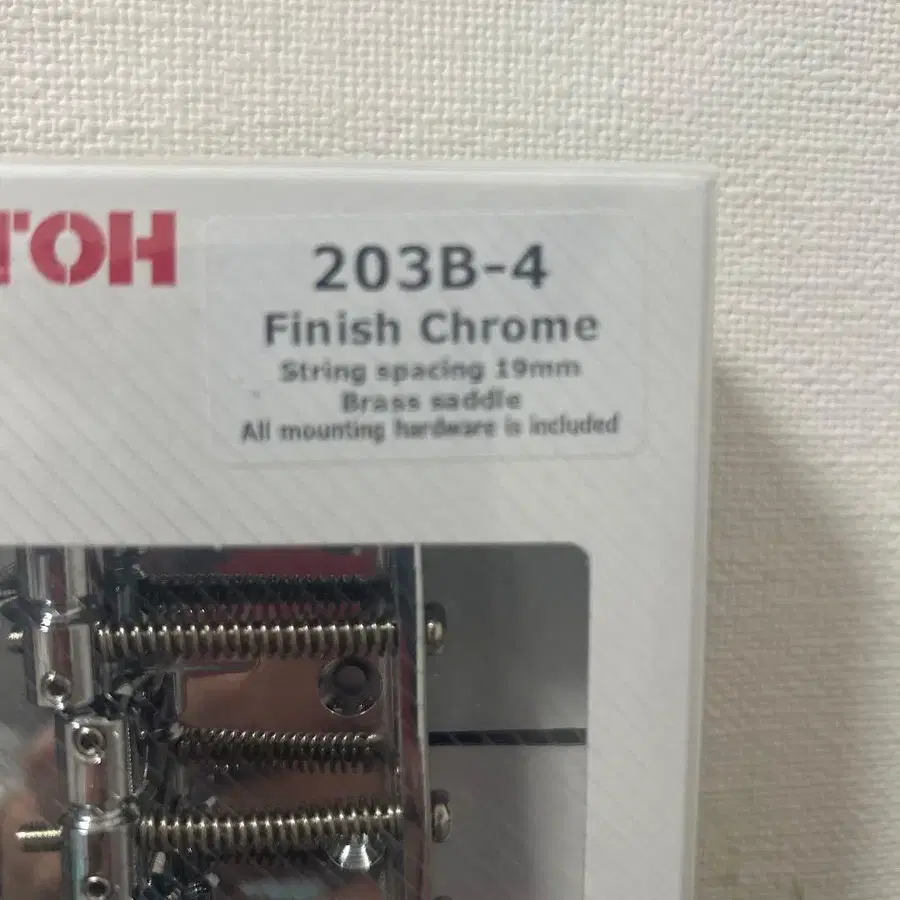 TOH
203B-4
Finish Chrome
String spacing 19mm
Brass saddle
All mounting hardware is included